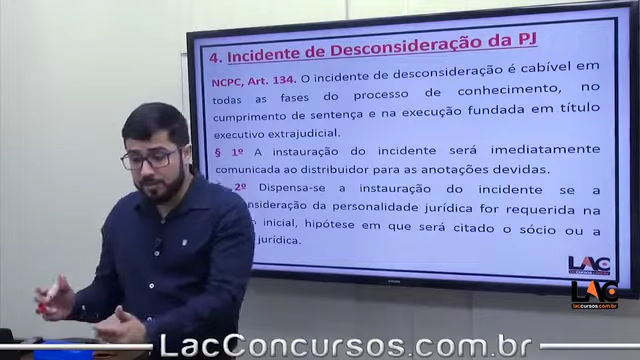 4. Incidente de Desconsideração da PJ
NCPC, Art. 134. O incidente de desconsideração é cabível em
todas as fases do processo de conhecimento, no
cumprimento de sentença e na execução fundada em título
executivo extrajudicial.
§ 1º A instauração do incidente será imediatamente
comunicada ao distribuidor para as anotações devidas.
2º Dispensa-se a instauração do incidente se a
nsideração da personalidade jurídica for requerida na
o inicial, hipótese em que será citado o sócio ou a
jurídica.
LAC
LAC
laccursos.com.br
LacConcursos.com.br